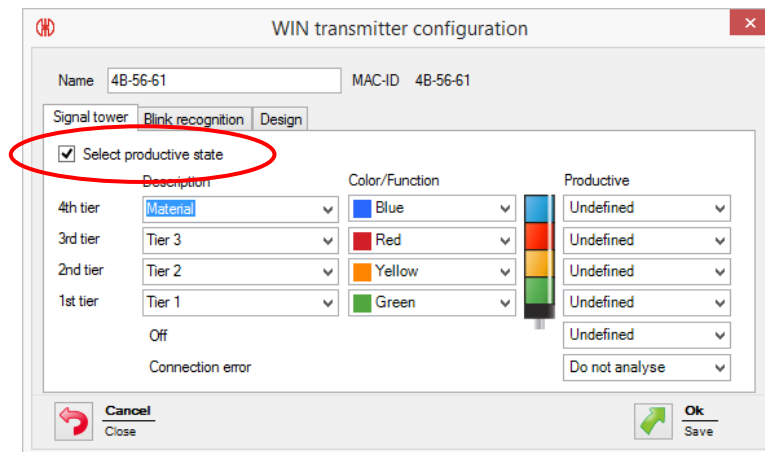 WIN transmitter configuration
Name 4B-56-61 MAC-ID 4B-56-61
Signal tower Blink recognition Design
Select productive state
Description Color/Function Productive
4th tier Material Blue Undefined
3rd tier Tier 3 Red Undefined
2nd tier Tier 2 Yellow Undefined
1st tier Tier 1 Green Undefined
Off Undefined
Connection error Do not analyse
Cancel Ok
Close Save